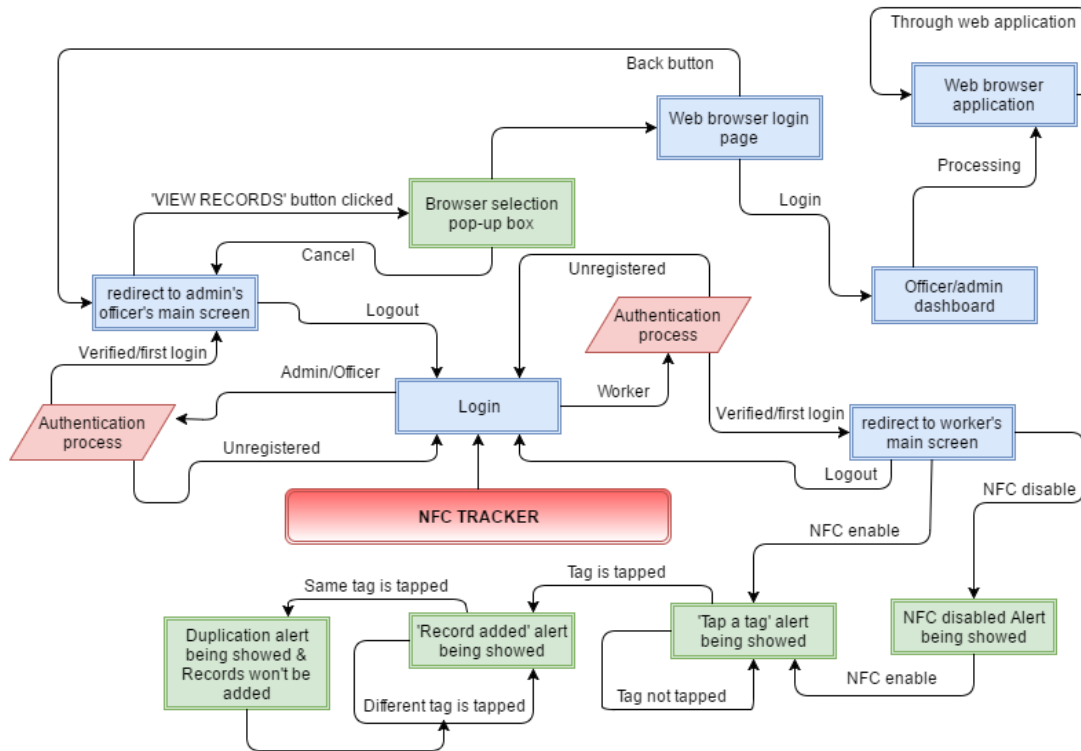 Through web application
Back button
Web browser
application
Web browser login
page
Processing
'VIEW RECORDS' button clicked
Browser selection
pop-up box
Login
Cancel
Unregistered
redirect to admin's
officer's main screen
Officer/admin
dashboard
Logout
Authentication
process
Verified/first login
Admin/Officer
Login
Worker
Authentication
process
Verified/first login
redirect to worker's
main screen
Unregistered
Logout
NFC TRACKER
NFC disable
NFC enable
Same tag is tapped
Tag is tapped
Duplication alert
being showed &
Records won't be
added
'Record added' alert
being showed
'Tap a tag' alert
being showed
NFC disabled Alert
being showed
Different tag is tapped
Tag not tapped
NFC enable